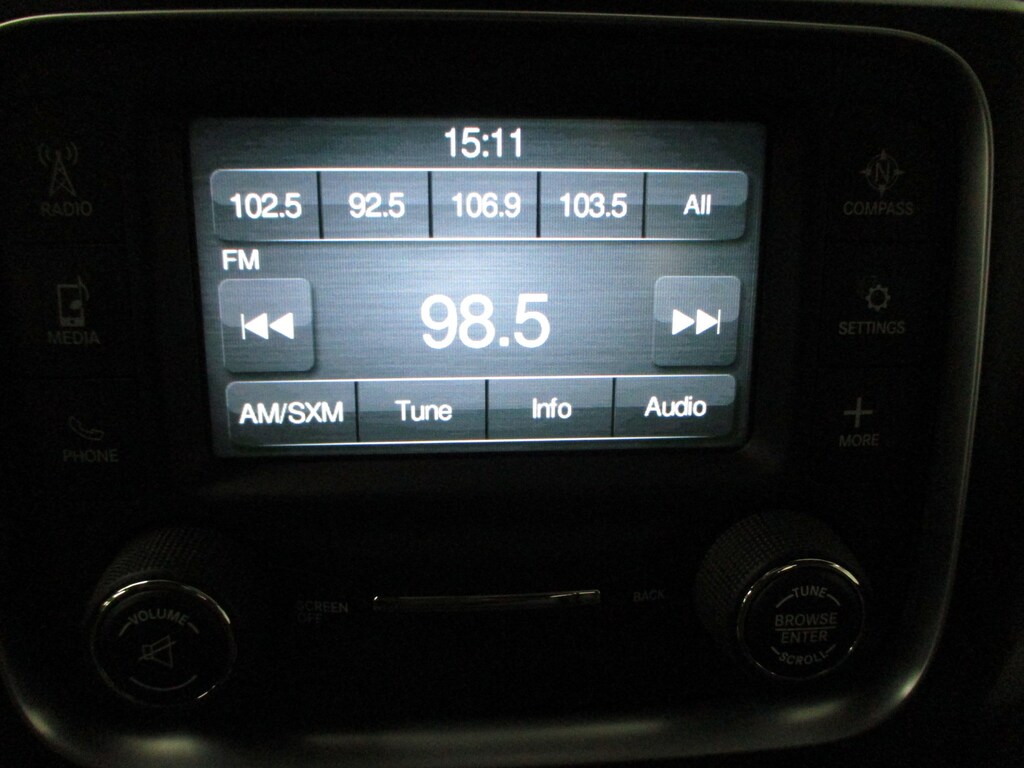 15:11
102.5 92.5 106.9 103.5 All
FM
98.5
AM/SXM Tune Info Audio
RADIO
MEDIA
PHONE
N
COMPASS
SETTINGS
MORE
VOLUME
SCREEN
OFF
BACK
TUNE
BROWSE
ENTER
SCROLL